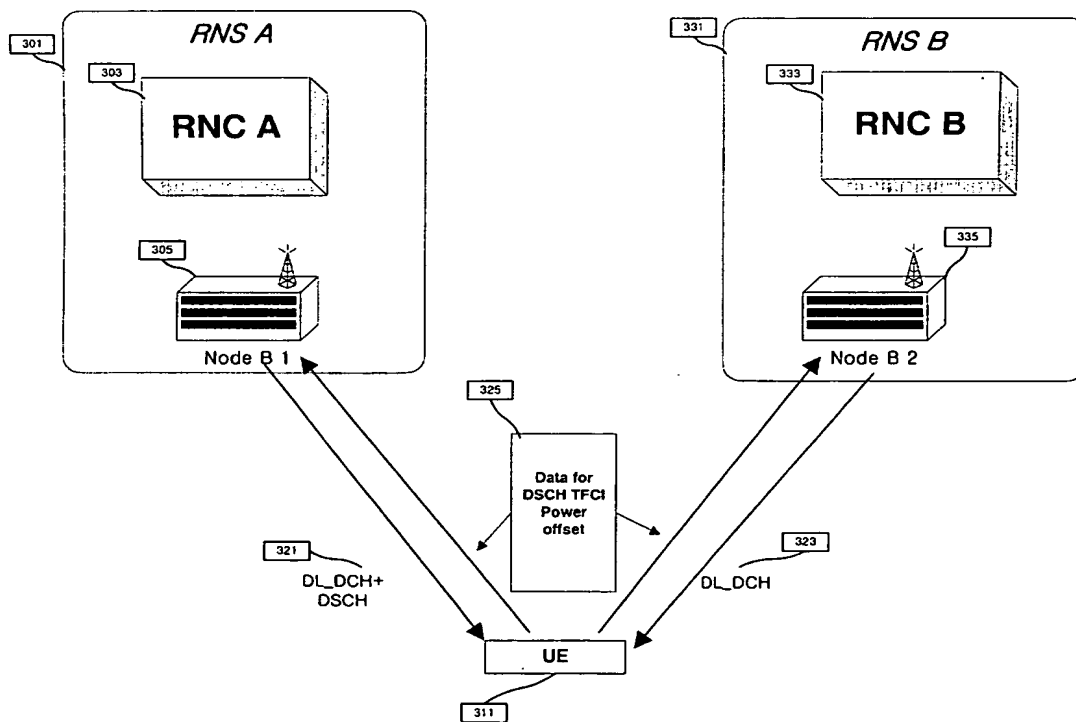 301
RNS A
303
RNC A
305
Node B 1
331
RNS B
333
RNC B
335
Node B 2
325
Data for
DSCH TFCI
Power
offset
321
DL_DCH+
DSCH
323
DL_DCH
UE
311